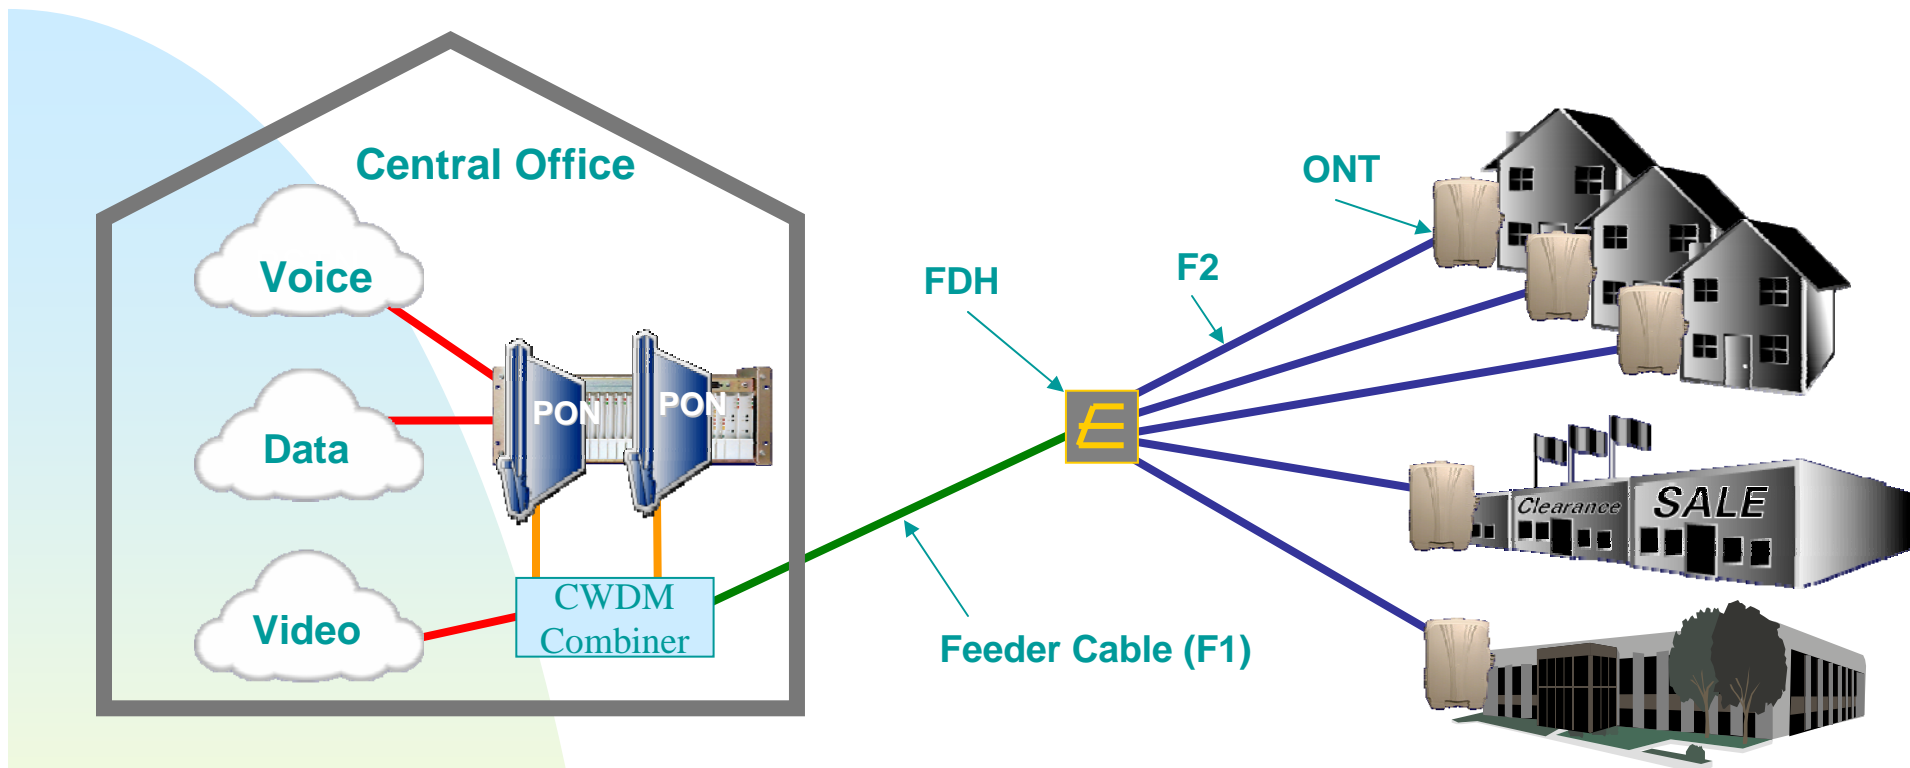 Central Office
Voice
Data
Video
PON
PON
CWDM
Combiner
FDH
F2
ONT
Feeder Cable (F1)
Clearance
SALE